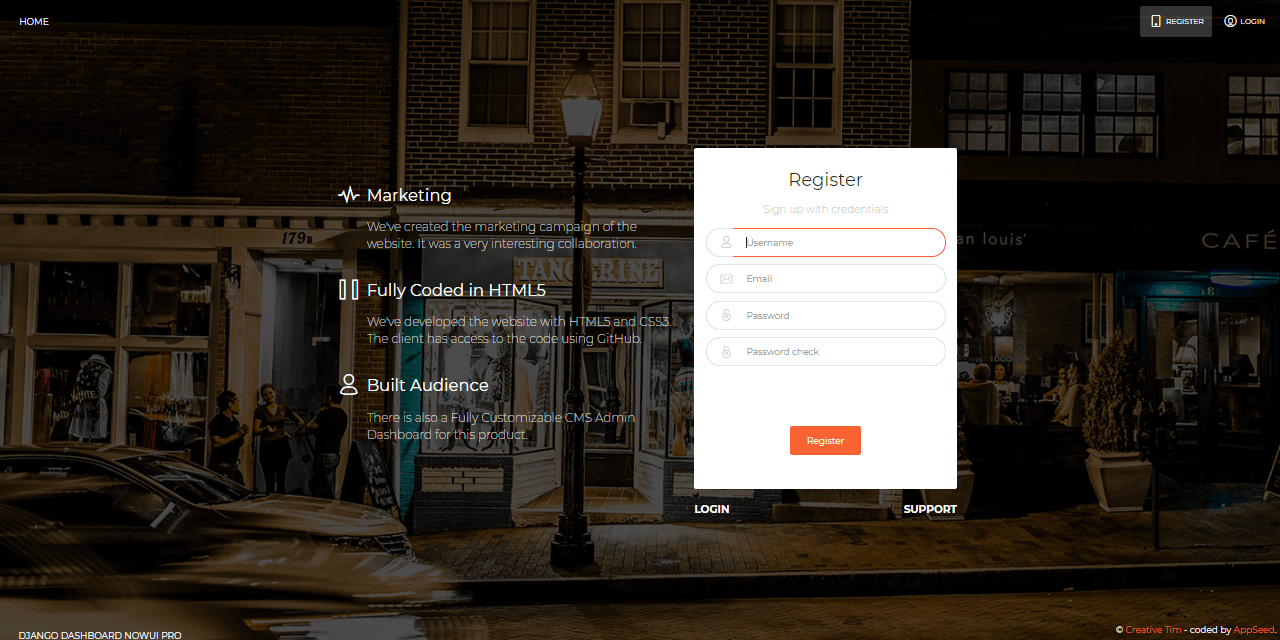 HOME
REGISTER
LOGIN
Marketing
We've created the marketing campaign of the
website. It was a very interesting collaboration.
Fully Coded in HTML5
We've developed the website with HTML5 and CSS3.
The client has access to the code using GitHub.
Built Audience
There is also a Fully Customizable CMS Admin
Dashboard for this product.
Register
Sign up with credentials
Username
Email
Password
Password check
Register
LOGIN
SUPPORT
179B
TANGERINE
an louis'
CAFÉ
DJANGO DASHBOARD NOWUI PRO
© Creative Tim - coded by AppSeed.